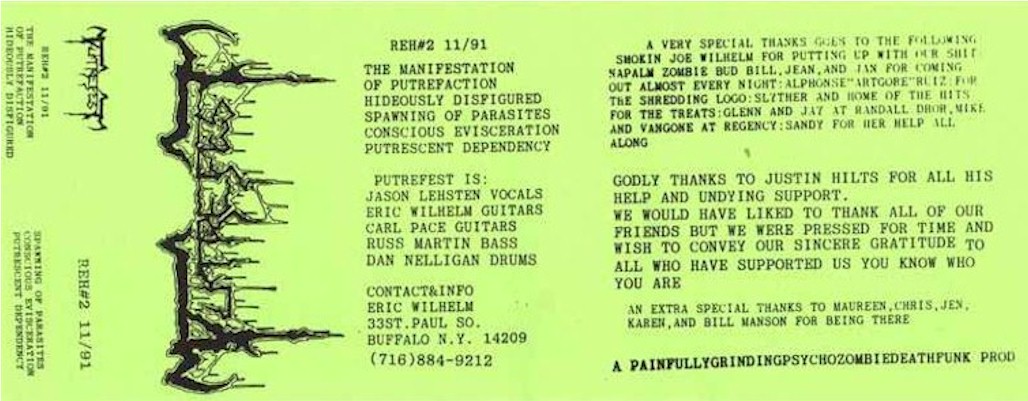 REH#2 11/91
THE MANIFESTATION
OF PUTREFACTION
HIDEOUSLY DISFIGURED
PUTREFEST
SPAWNING OF PARASITES
CONSCIOUS EVISCERATION
PUTRESCENT DEPENDENCY
REH#2 11/91
PUTREFEST
REH#2 11/91
THE MANIFESTATION
OF PUTREFACTION
HIDEOUSLY DISFIGURED
SPAWNING OF PARASITES
CONSCIOUS EVISCERATION
PUTRESCENT DEPENDENCY
PUTREFEST IS:
JASON LEHSTEN VOCALS
ERIC WILHELM GUITARS
CARL PACE GUITARS
RUSS MARTIN BASS
DAN NELLIGAN DRUMS
CONTACT&INFO
ERIC WILHELM
33ST.PAUL SO.
BUFFALO N.Y. 14209
(716)884-9212
A VERY SPECIAL THANKS GOES TO THE FOLLOWING
SHOKIN JOE WILHELM FOR PUTTING UP WITH OUR SHIT
NAPALM ZOMBIE BUD BILL,JEAN,AND IAN FOR COMING
OUT ALMOST EVERY NIGHT:ALPHONSE"ARTGORE"RUIZ:FOR
THE SHREDDING LOGO:SLYTHER AND HOME OF THE HITS
FOR THE TREATS:GLENN AND JAY AT RANDALL DROR,MIKE
AND VANGONE AT REGENCY:SANDY FOR HER HELP ALL
ALONG
GODLY THANKS TO JUSTIN HILTS FOR ALL HIS
HELP AND UNDYING SUPPORT.
WE WOULD HAVE LIKED TO THANK ALL OF OUR
FRIENDS BUT WE WERE PRESSED FOR TIME AND
WISH TO CONVEY OUR SINCERE GRATITUDE TO
ALL WHO HAVE SUPPORTED US YOU KNOW WHO
YOU ARE
AN EXTRA SPECIAL THANKS TO MAUREEN,CHRIS,JEN,
KAREN,AND BILL MANSON FOR BEING THERE
A PAINFULLYGRINDINGPSYCHOZOMBIEDEATHFUNK PROD